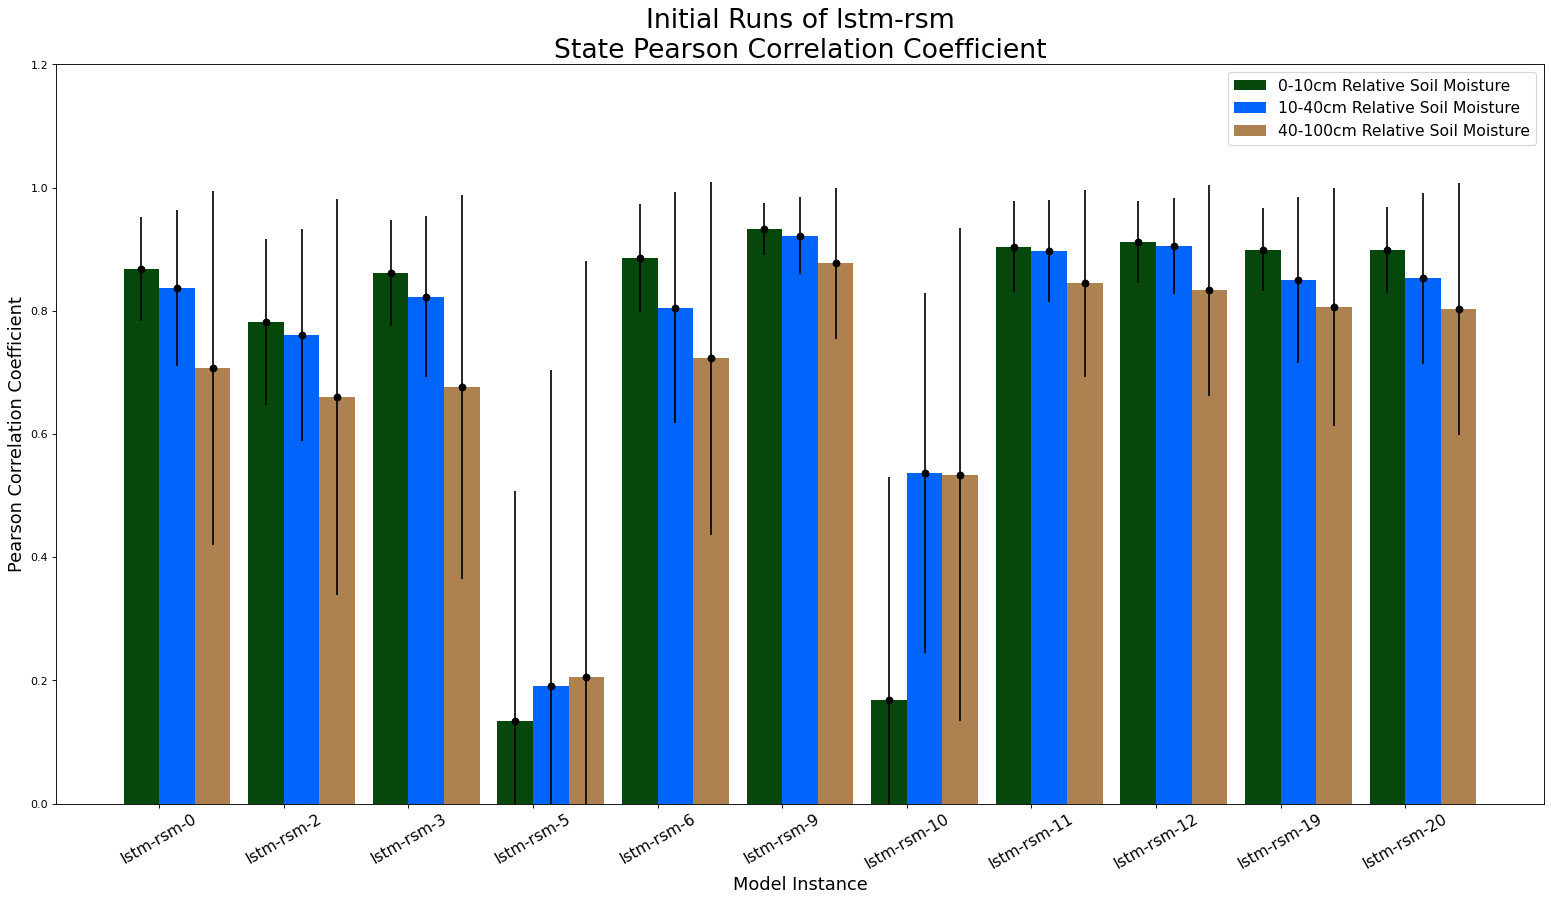 Initial Runs of lstm-rsm
State Pearson Correlation Coefficient
0-10cm Relative Soil Moisture
10-40cm Relative Soil Moisture
40-100cm Relative Soil Moisture
Pearson Correlation Coefficient
1.2
1.0
0.8
0.6
0.4
0.2
0.0
lstm-rsm-0
lstm-rsm-2
lstm-rsm-3
lstm-rsm-5
lstm-rsm-6
lstm-rsm-9
lstm-rsm-10
lstm-rsm-11
lstm-rsm-12
lstm-rsm-19
lstm-rsm-20
Model Instance